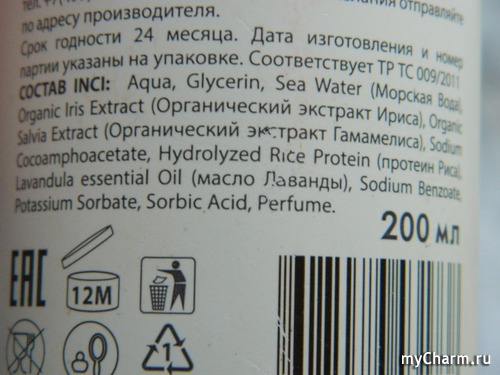 отправляйте
по адресу производителя.
Срок годности 24 месяца. Дата изготовления и номер
партии указаны на упаковке. Соответствует ТР ТС 009/2011
СОСТАВ INCI: Aqua, Glycerin, Sea Water (Морская Вода),
Organic Iris Extract (Органический экстракт Ириса), Organic
Salvia Extract (Органический экстракт Гамамелиса), Sodium
Cocoamphoacetate, Hydrolyzed Rice Protein (протеин Риса),
Lavandula essential Oil (масло Лаванды), Sodium Benzoate,
Potassium Sorbate, Sorbic Acid, Perfume.
200 мл
EAC
12M
1
myCharm.ru